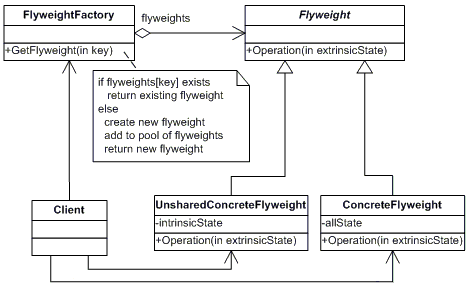 FlyweightFactory
+GetFlyweight(in key)
flyweights
Flyweight
+Operation(in extrinsicState)
if flyweights[key] exists
return existing flyweight
else
create new flyweight
add to pool of flyweights
return new flyweight
Client
UnsharedConcreteFlyweight
-intrinsicState
+Operation(in extrinsicState)
ConcreteFlyweight
-allState
+Operation(in extrinsicState)